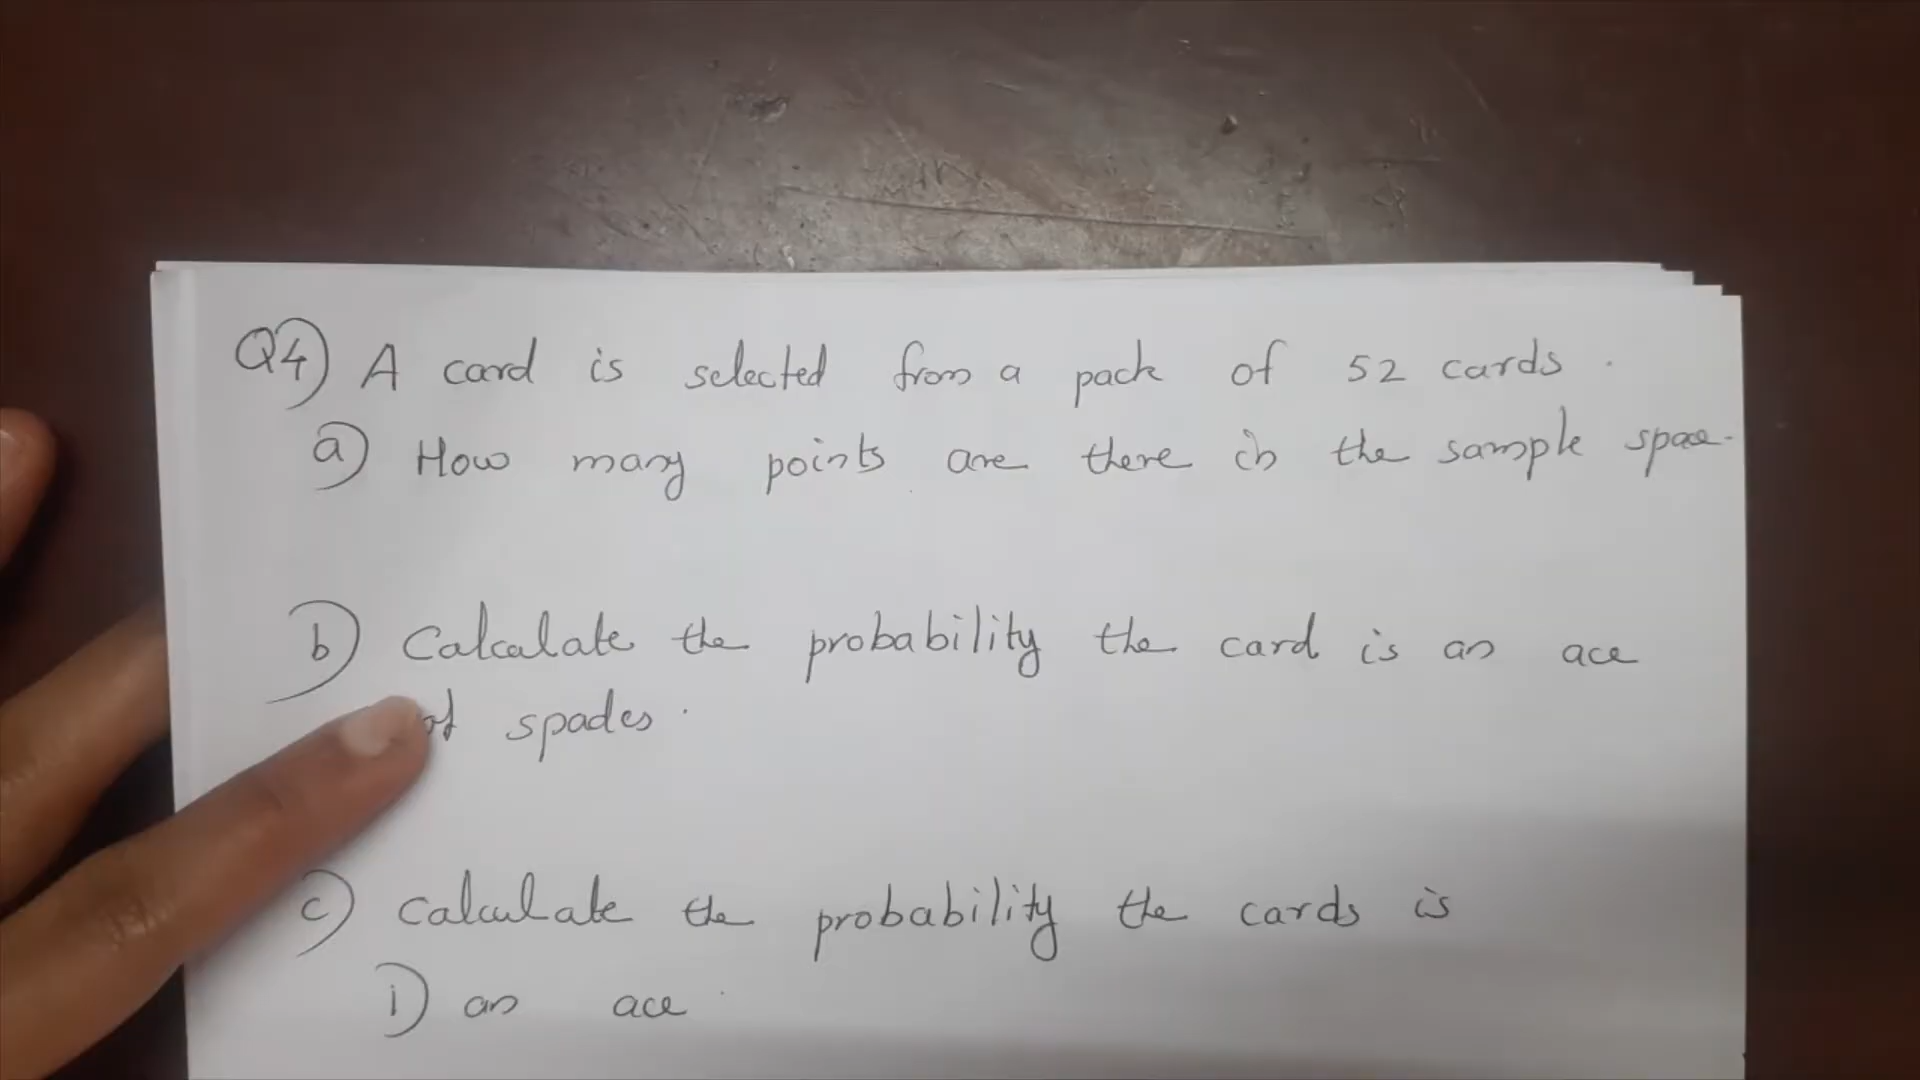 Q4) A card is selected from a pack of 52 cards.
a) How many points are there in the sample space.
b) Calculate the probability the card is an ace
of spades.
c) Calculate the probability the cards is
i) an ace.